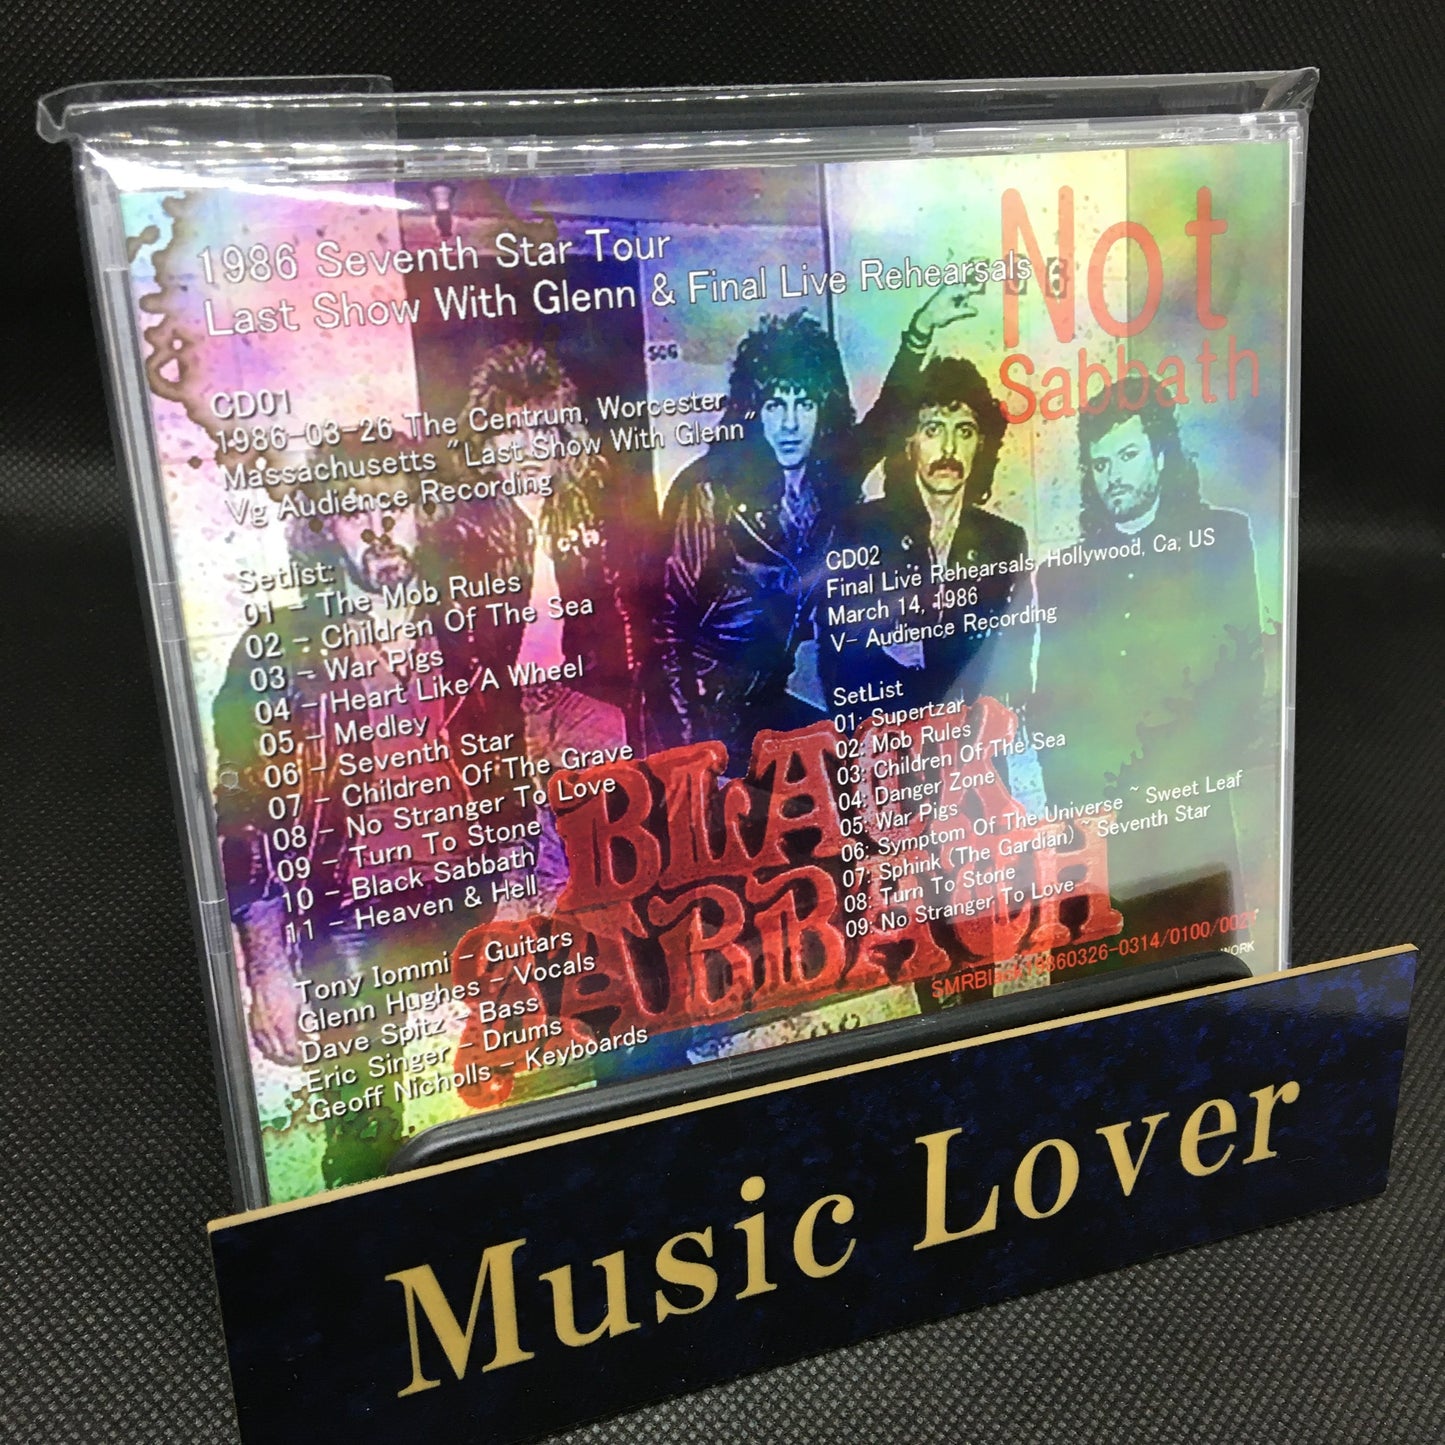 1986 Seventh Star Tour
Last Show With Glenn & Final Live Rehearsals
Not
Sabbath
SCG
CD01
1986-03-26 The Centrum, Worcester
Massachusetts "Last Show With Glenn"
Vg Audience Recording
Setlist:
01 - The Mob Rules
02 - Children Of The Sea
03 - War Pigs
04 - Heart Like A Wheel
05 - Medley
06 - Seventh Star
07 - Children Of The Grave
08 - No Stranger To Love
09 - Turn To Stone
10 - Black Sabbath
11 - Heaven & Hell
Tony Iommi - Guitars
Glenn Hughes - Vocals
Dave Spitz - Bass
Eric Singer - Drums
Geoff Nicholls - Keyboards
CD02
Final Live Rehearsals, Hollywood, Ca, US
March 14, 1986
V- Audience Recording
SetList
01: Supertzar
02: Mob Rules
03: Children Of The Sea
04: Danger Zone
05: War Pigs
06: Symptom Of The Universe ~ Sweet Leaf
07: Sphink (The Gardian) ~ Seventh Star
08: Turn To Stone
09: No Stranger To Love
BLACK
SABBATH
Music Lover